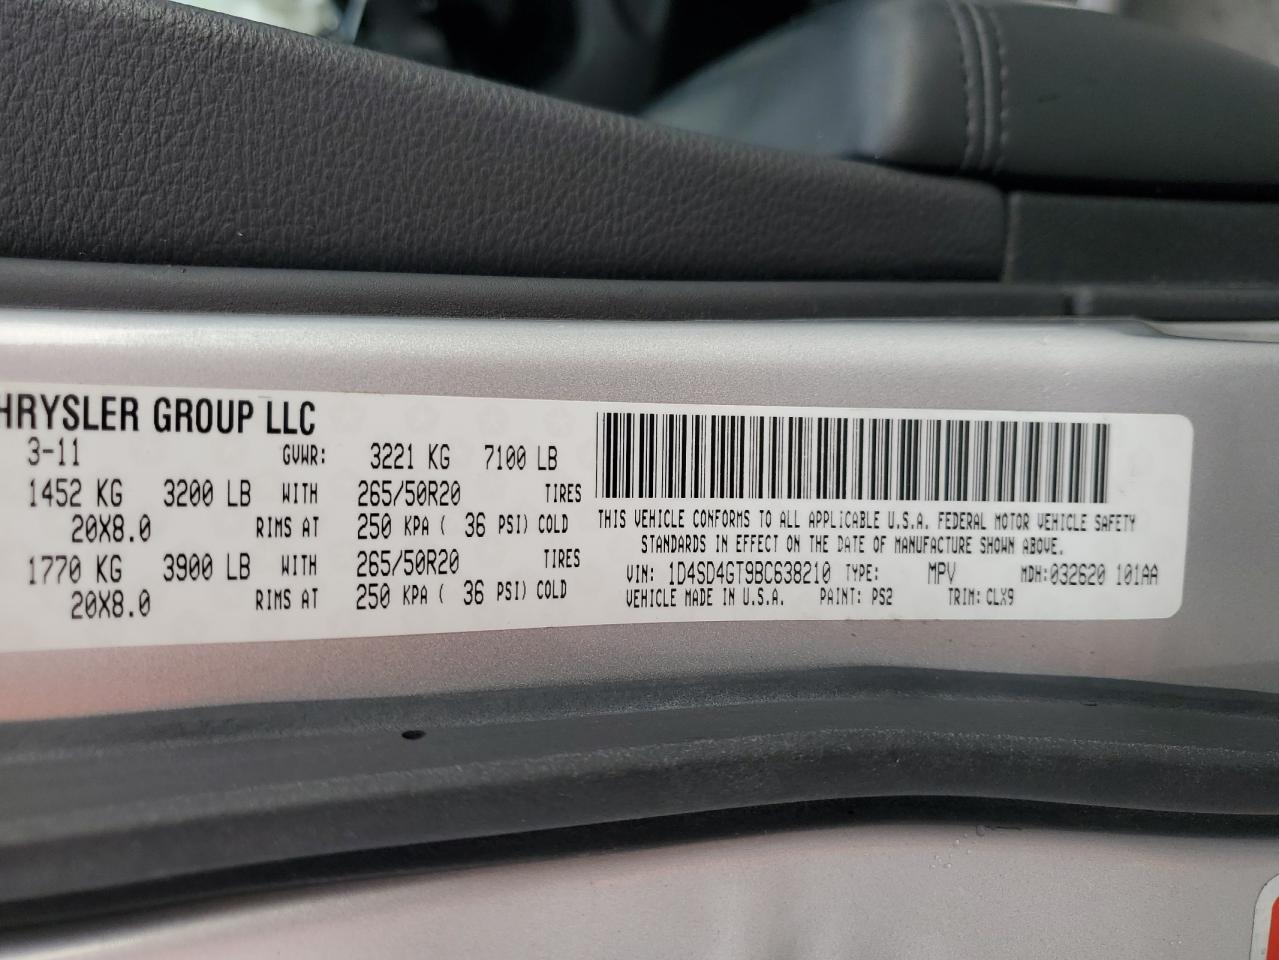 HRYSLER GROUP LLC
3-11 GVWR: 3221 KG 7100 LB
1452 KG 3200 LB WITH 265/50R20 TIRES
20X8.0 RIMS AT 250 KPA ( 36 PSI) COLD
1770 KG 3900 LB WITH 265/50R20 TIRES
20X8.0 RIMS AT 250 KPA ( 36 PSI) COLD
THIS VEHICLE CONFORMS TO ALL APPLICABLE U.S.A. FEDERAL MOTOR VEHICLE SAFETY
STANDARDS IN EFFECT ON THE DATE OF MANUFACTURE SHOWN ABOVE.
VIN: 1D4SD4GT9BC638210 TYPE: MPV MDH: 032620 101AA
VEHICLE MADE IN U.S.A. PAINT: PS2 TRIM: CLX9